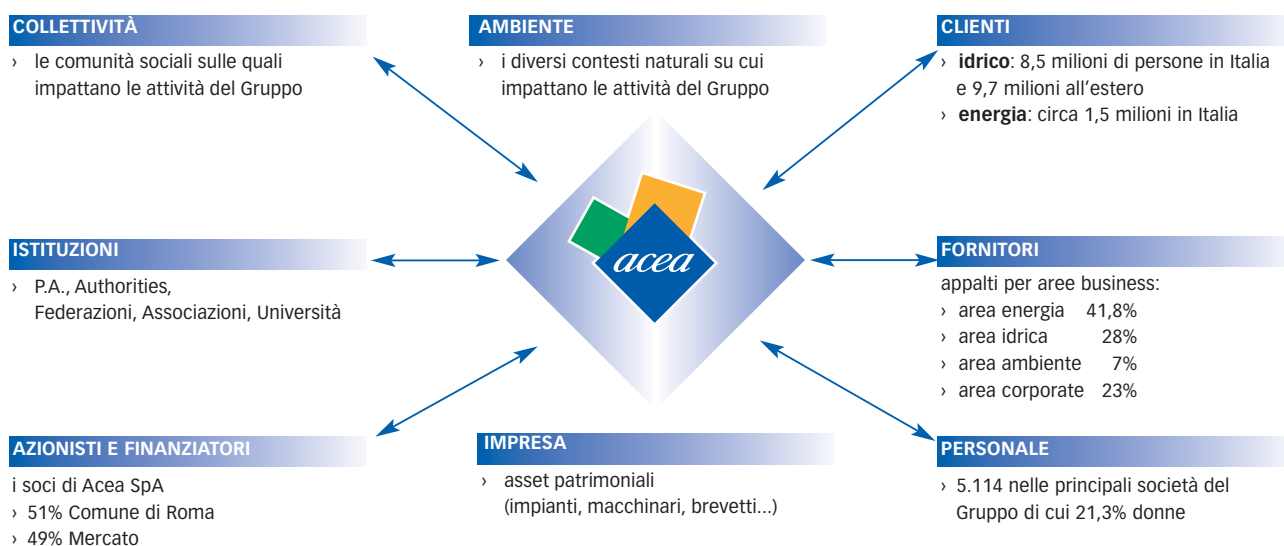 COLLETTIVITÀ
› le comunità sociali sulle quali
impattano le attività del Gruppo
AMBIENTE
› i diversi contesti naturali su cui
impattano le attività del Gruppo
CLIENTI
› idrico: 8,5 milioni di persone in Italia
e 9,7 milioni all’estero
› energia: circa 1,5 milioni in Italia
ISTITUZIONI
› P.A., Authorities,
Federazioni, Associazioni, Università
acea
FORNITORI
appalti per aree business:
› area energia 41,8%
› area idrica 28%
› area ambiente 7%
› area corporate 23%
AZIONISTI E FINANZIATORI
i soci di Acea SpA
› 51% Comune di Roma
› 49% Mercato
IMPRESA
› asset patrimoniali
(impianti, macchinari, brevetti...)
PERSONALE
› 5.114 nelle principali società del
Gruppo di cui 21,3% donne